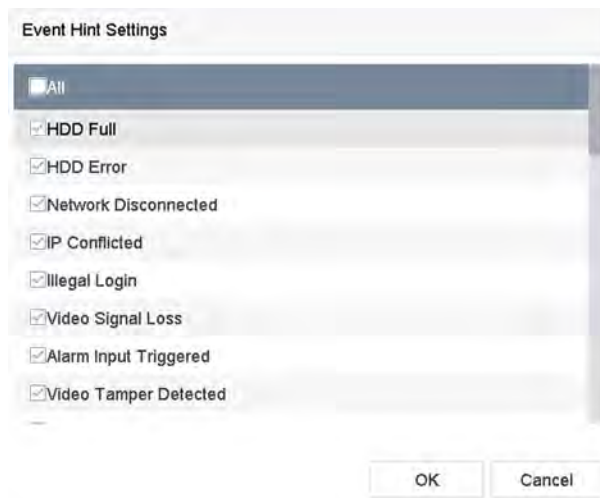 Event Hint Settings
All
HDD Full
HDD Error
Network Disconnected
IP Conflicted
Illegal Login
Video Signal Loss
Alarm Input Triggered
Video Tamper Detected
OK Cancel